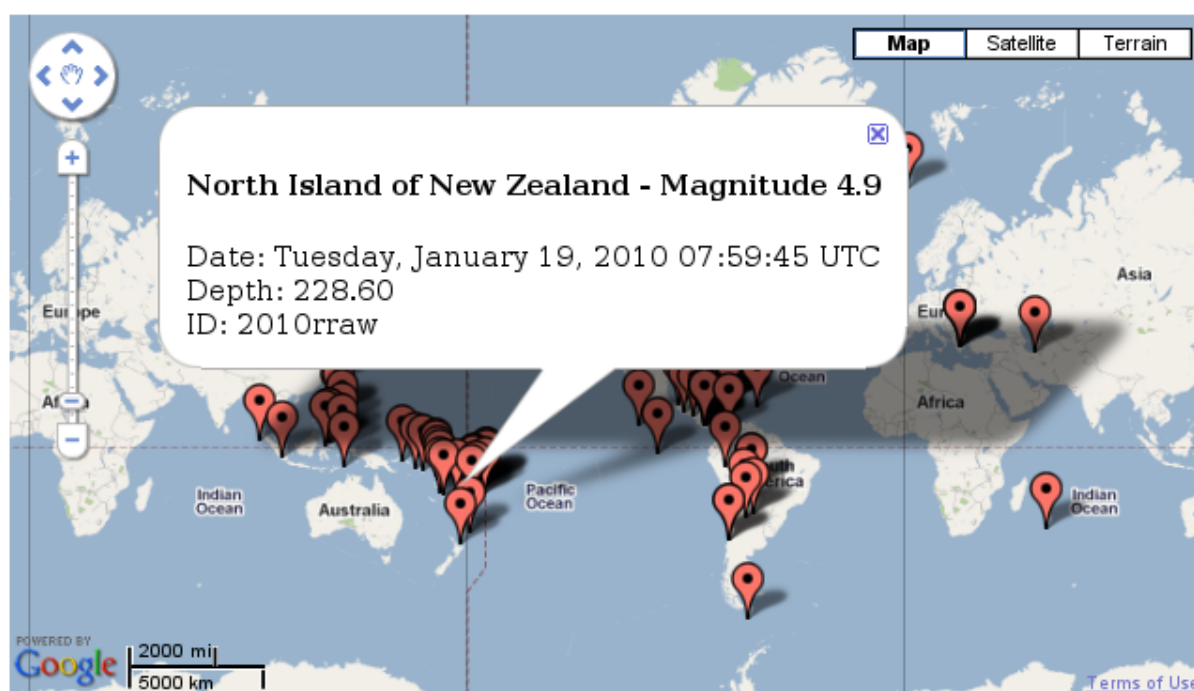 Map Satellite Terrain
North Island of New Zealand - Magnitude 4.9
Date: Tuesday, January 19, 2010 07:59:45 UTC
Depth: 228.60
ID: 2010rraw
Asia
Europe
Ocean
Africa
Indian
Ocean
Australia
Pacific
Ocean
Indian
Ocean
POWERED BY
Google
2000 mi
5000 km
Terms of Use